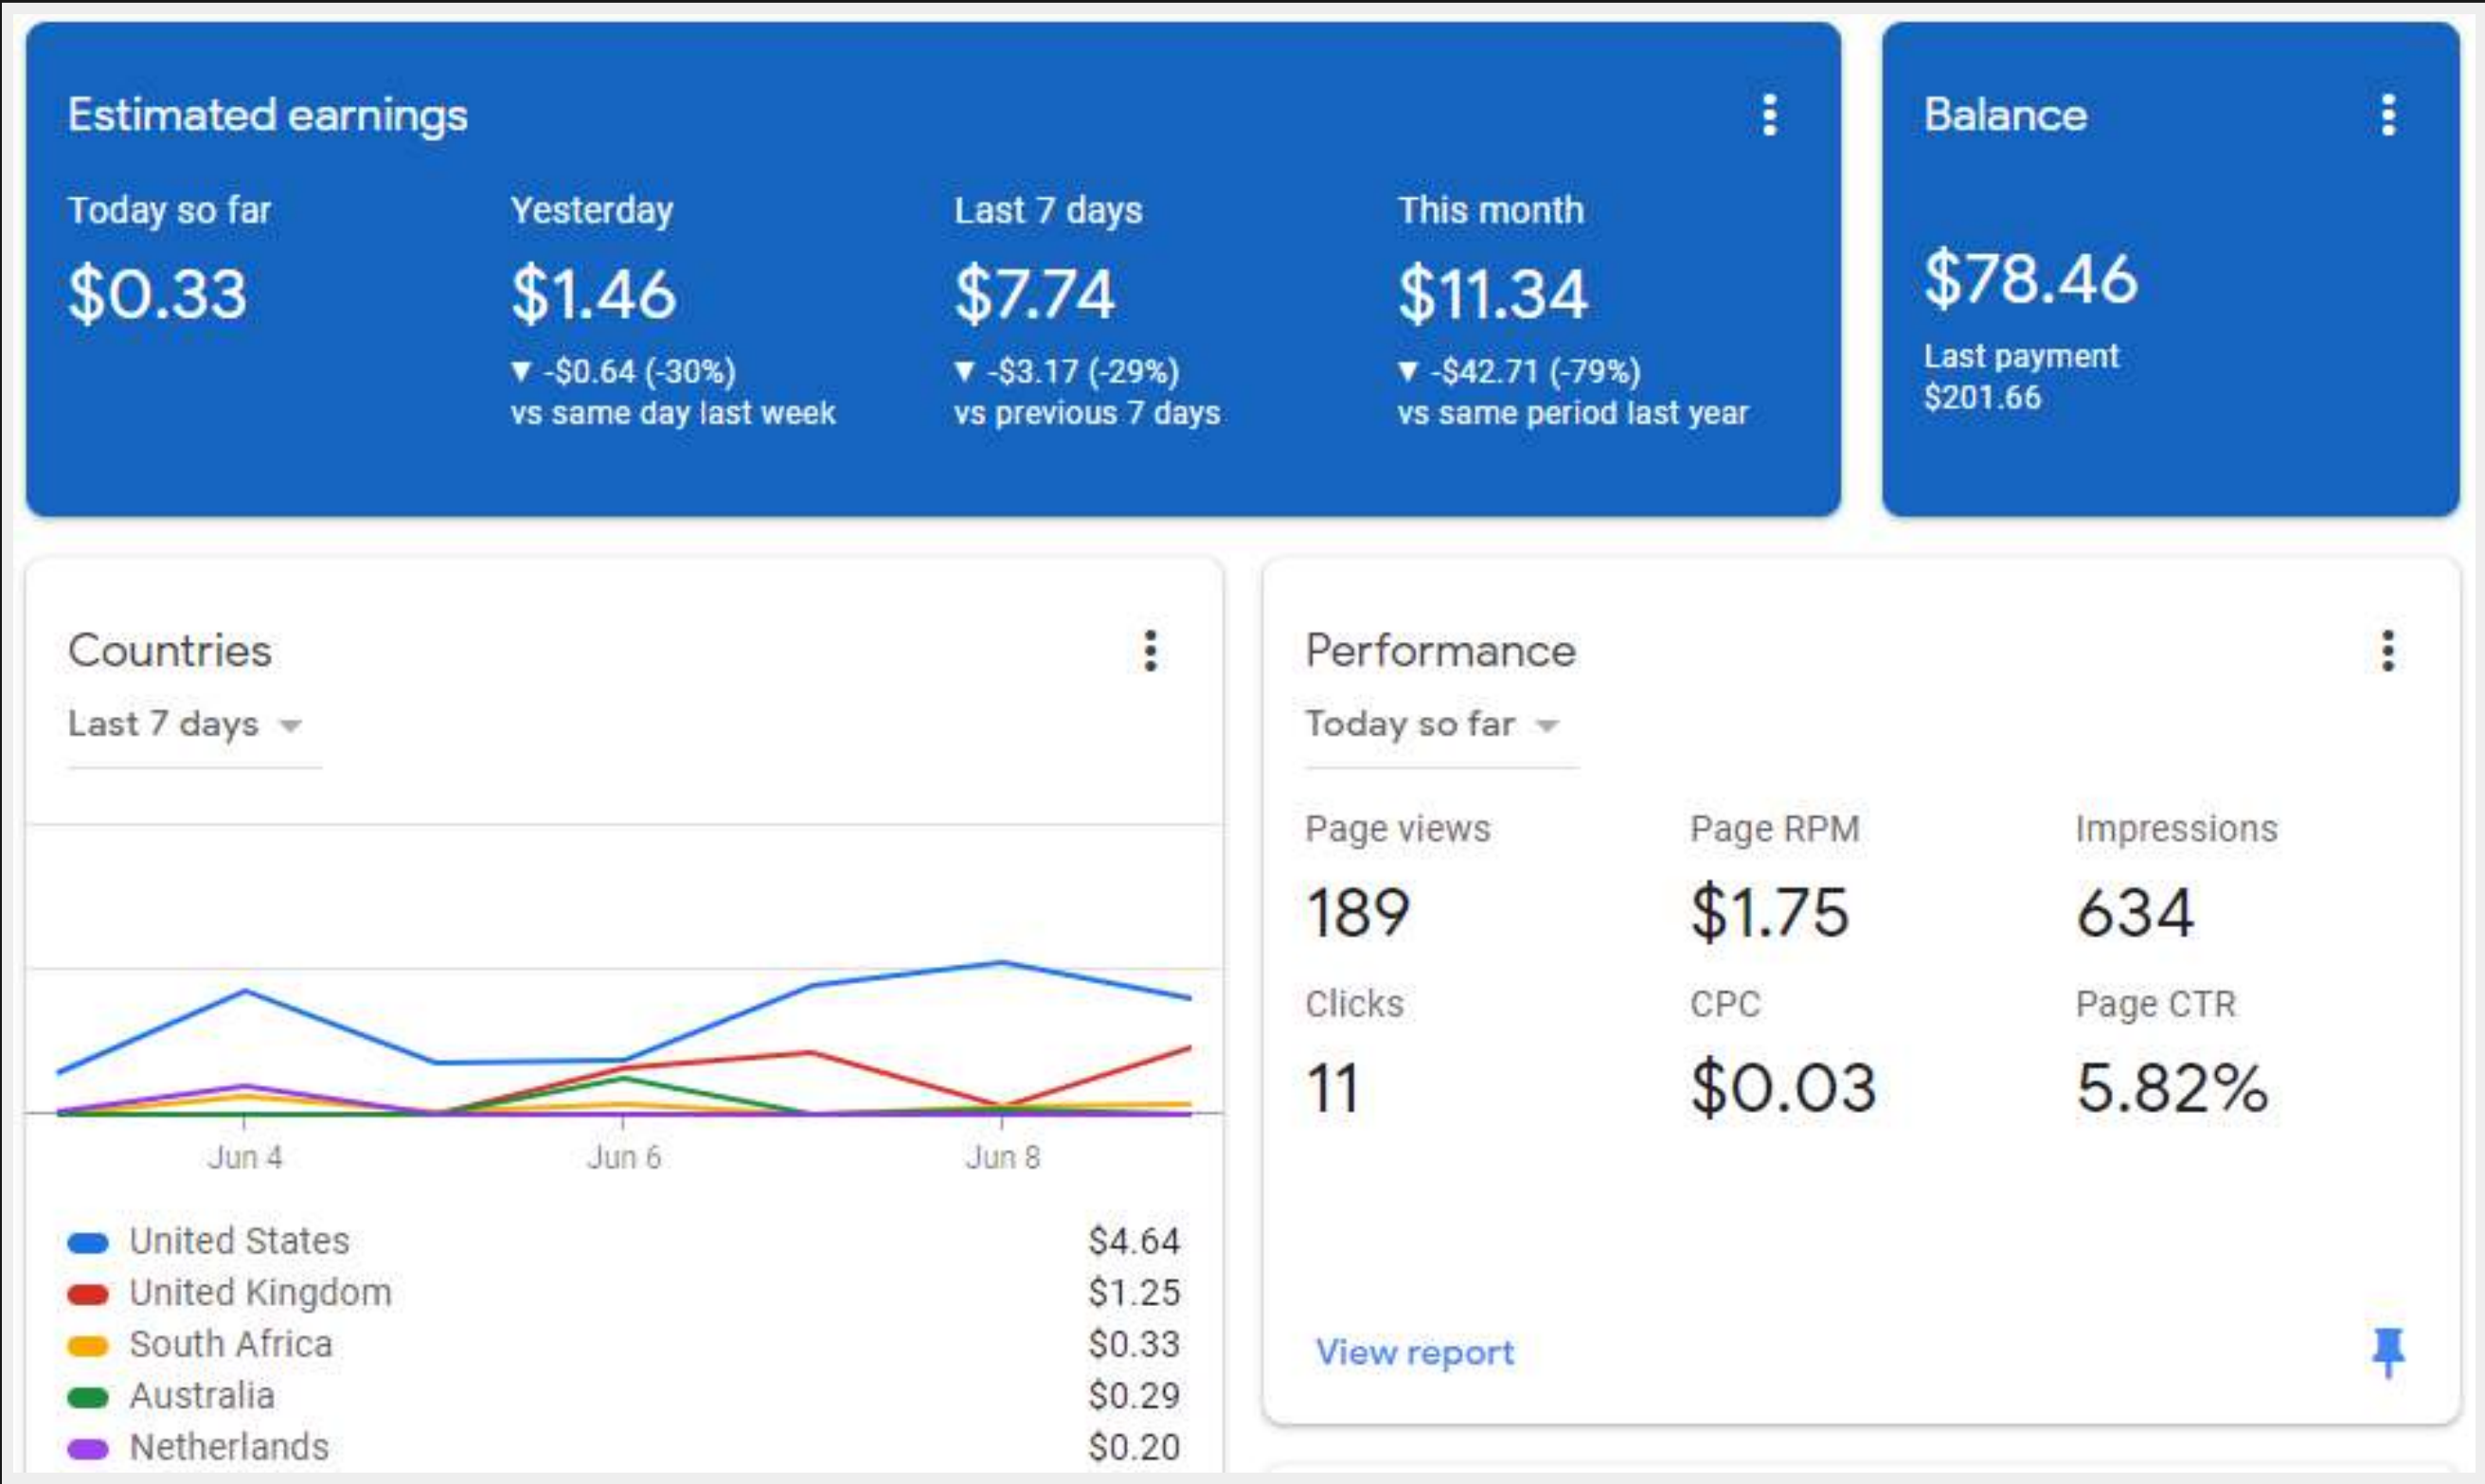 Estimated earnings
Today so far
$0.33
Yesterday
$1.46
▼ -$0.64 (-30%)
vs same day last week
Last 7 days
$7.74
▼ -$3.17 (-29%)
vs previous 7 days
This month
$11.34
▼ -$42.71 (-79%)
vs same period last year
Balance
$78.46
Last payment
$201.66
Countries
Last 7 days
Jun 4 Jun 6 Jun 8
United States $4.64
United Kingdom $1.25
South Africa $0.33
Australia $0.29
Netherlands $0.20
Performance
Today so far
Page views
189
Page RPM
$1.75
Impressions
634
Clicks
11
CPC
$0.03
Page CTR
5.82%
View report